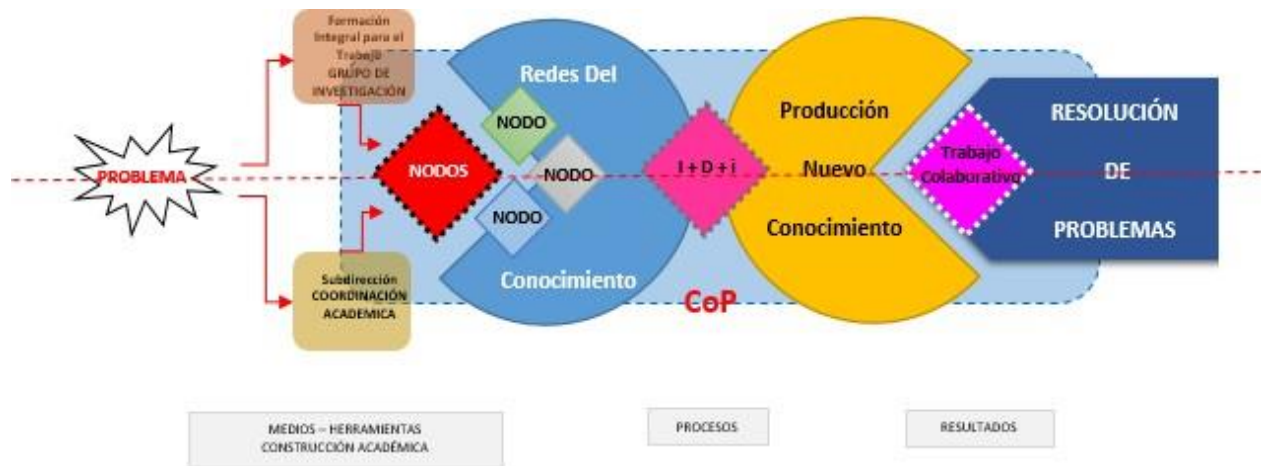 Formación
Integral para el
Trabajo
GRUPO DE
INVESTIGACIÓN
PROBLEMA
Subdirección
COORDINACIÓN
ACADEMICA
NODOS
Redes Del
NODO
NODO
NODO
Conocimiento
I + D + i
CoP
Producción
Nuevo
Conocimiento
Trabajo
Colaborativo
RESOLUCIÓN
DE
PROBLEMAS
MEDIOS – HERRAMIENTAS
CONSTRUCCIÓN ACADÉMICA
PROCESOS
RESULTADOS